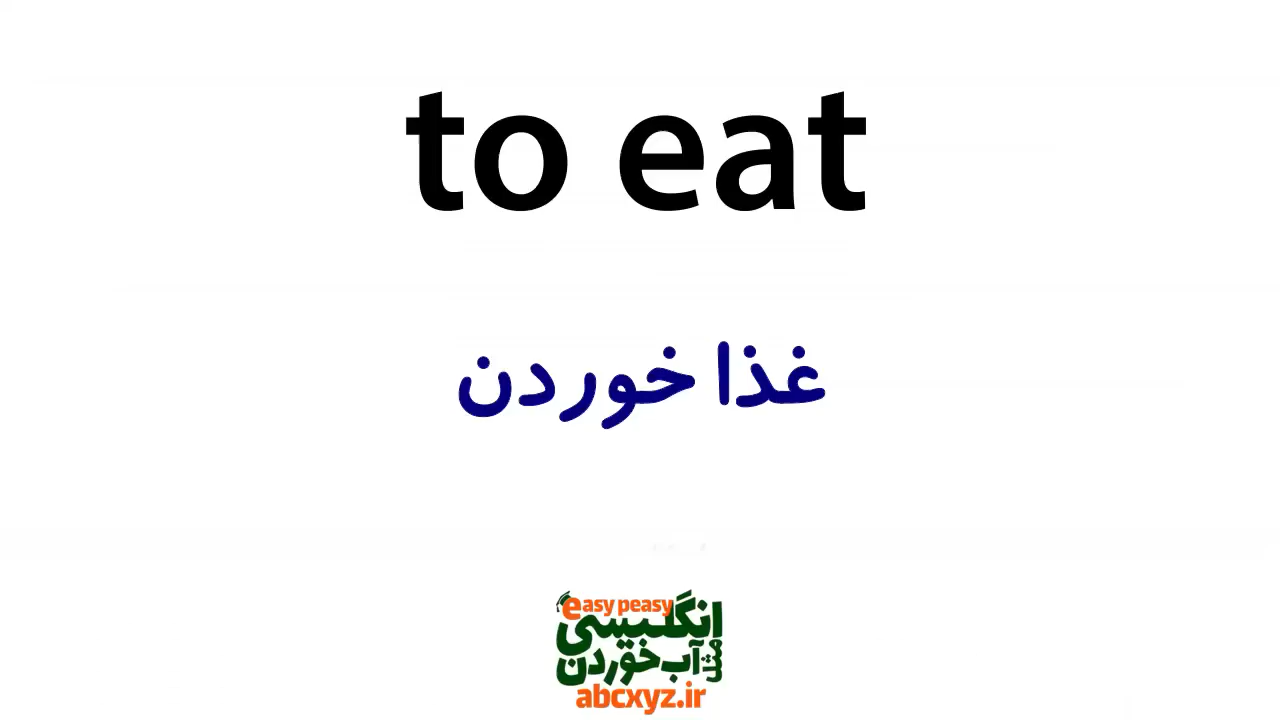 to eat
غذا خوردن
easy peasy
انگلیسی
مثل آب خوردن
abcxyz.ir